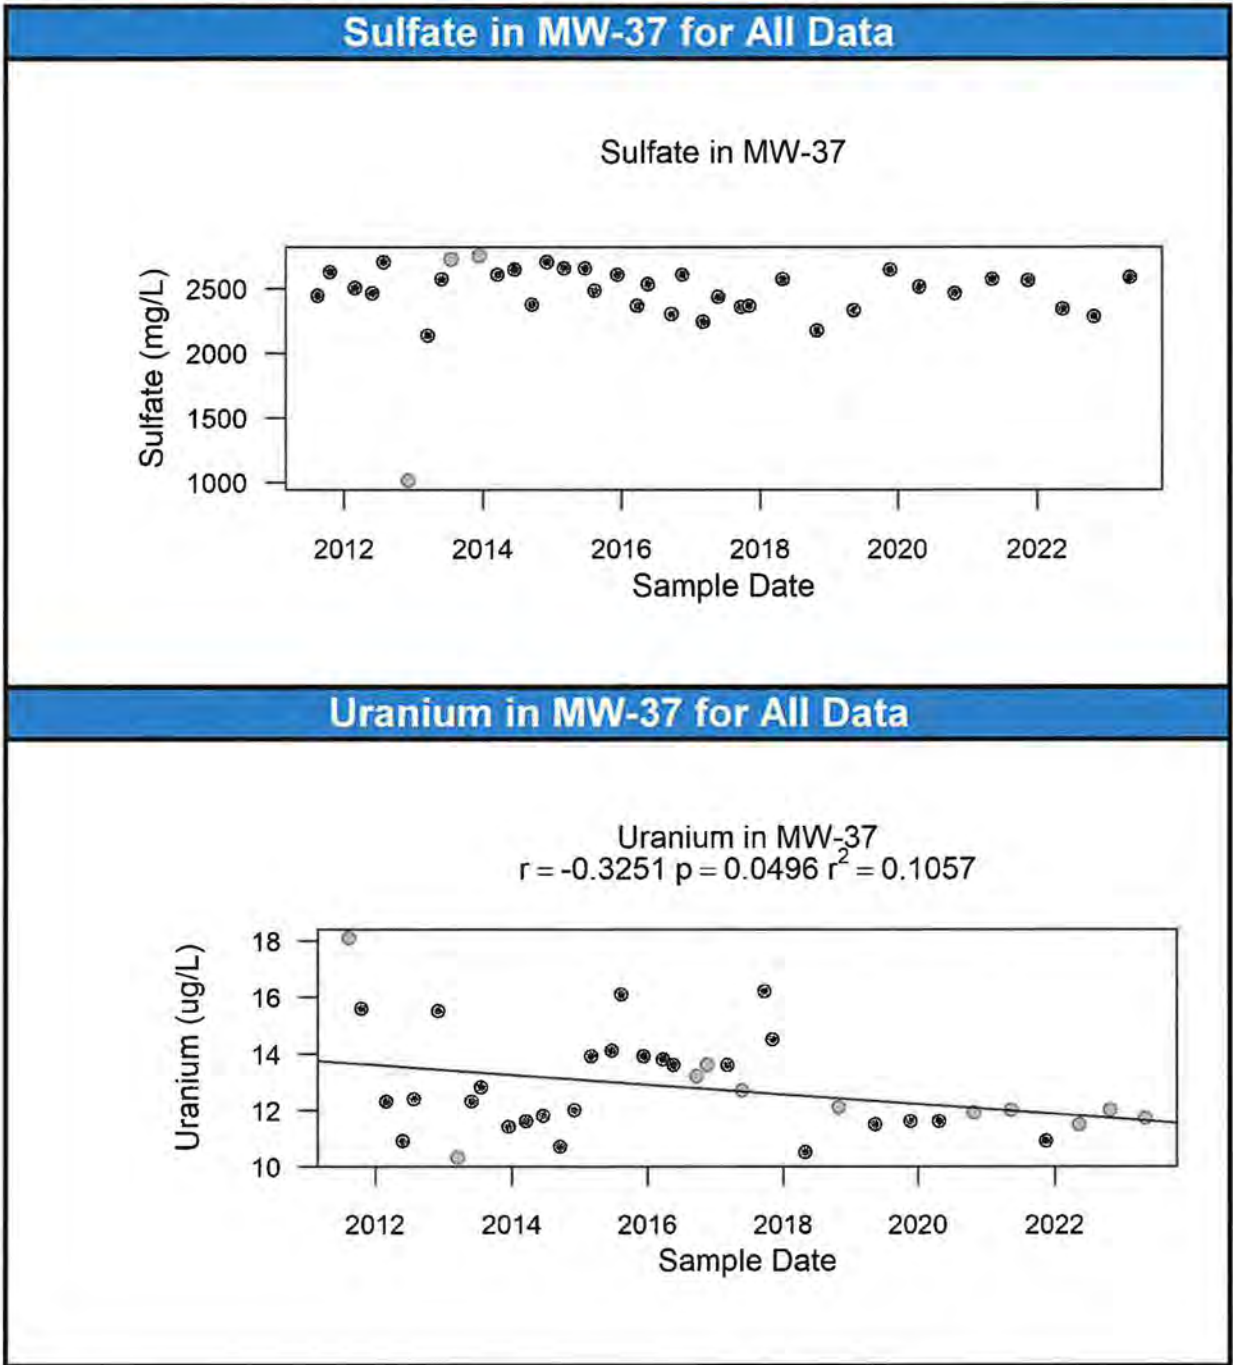 Sulfate in MW-37 for All Data
Sulfate in MW-37
Sulfate (mg/L)
2500
2000
1500
1000
2012 2014 2016 2018 2020 2022
Sample Date
Uranium in MW-37 for All Data
Uranium in MW-37
r = -0.3251 p = 0.0496 r² = 0.1057
Uranium (ug/L)
18
16
14
12
10
2012 2014 2016 2018 2020 2022
Sample Date